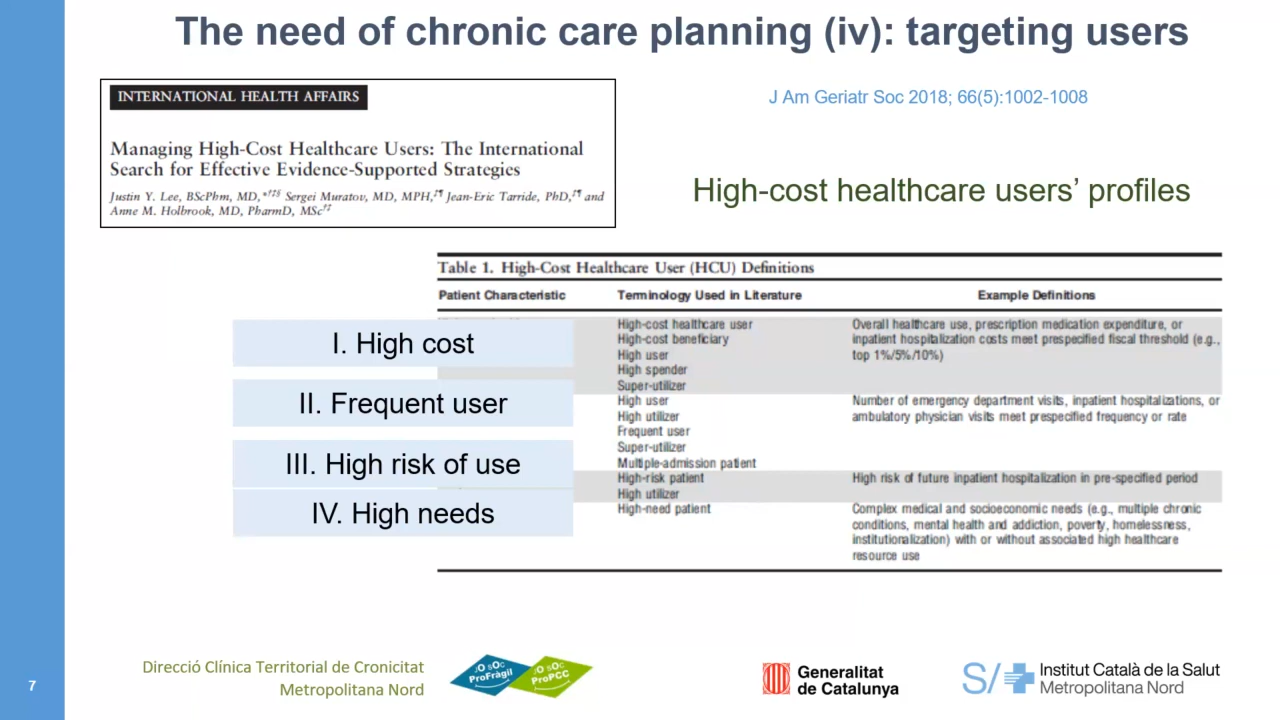 The need of chronic care planning (iv): targeting users
INTERNATIONAL HEALTH AFFAIRS
Managing High-Cost Healthcare Users: The International
Search for Effective Evidence-Supported Strategies
Justin Y. Lee, BScPhm, MD,*†‡§ Sergei Muratov, MD, MPH,‡¶ Jean-Eric Tarride, PhD,‡¶ and
Anne M. Holbrook, MD, PharmD, MSc†‡
J Am Geriatr Soc 2018; 66(5):1002-1008
High-cost healthcare users’ profiles
Table 1. High-Cost Healthcare User (HCU) Definitions
Patient Characteristic Terminology Used in Literature Example Definitions
I. High cost
High-cost healthcare user
High-cost beneficiary
High user
High spender
Super-utilizer
Overall healthcare use, prescription medication expenditure, or
inpatient hospitalization costs meet prespecified fiscal threshold (e.g.,
top 1%/5%/10%)
II. Frequent user
High user
High utilizer
Frequent user
Super-utilizer
Multiple-admission patient
Number of emergency department visits, inpatient hospitalizations, or
ambulatory physician visits meet prespecified frequency or rate
III. High risk of use
High-risk patient
High utilizer
High risk of future inpatient hospitalization in pre-specified period
IV. High needs
High-need patient
Complex medical and socioeconomic needs (e.g., multiple chronic
conditions, mental health and addiction, poverty, homelessness,
institutionalization) with or without associated high healthcare
resource use
7
Direcció Clínica Territorial de Cronicitat
Metropolitana Nord
JO SOC
ProFràgil
JO SOC
ProPCC
Generalitat
de Catalunya
S/
Institut Català de la Salut
Metropolitana Nord